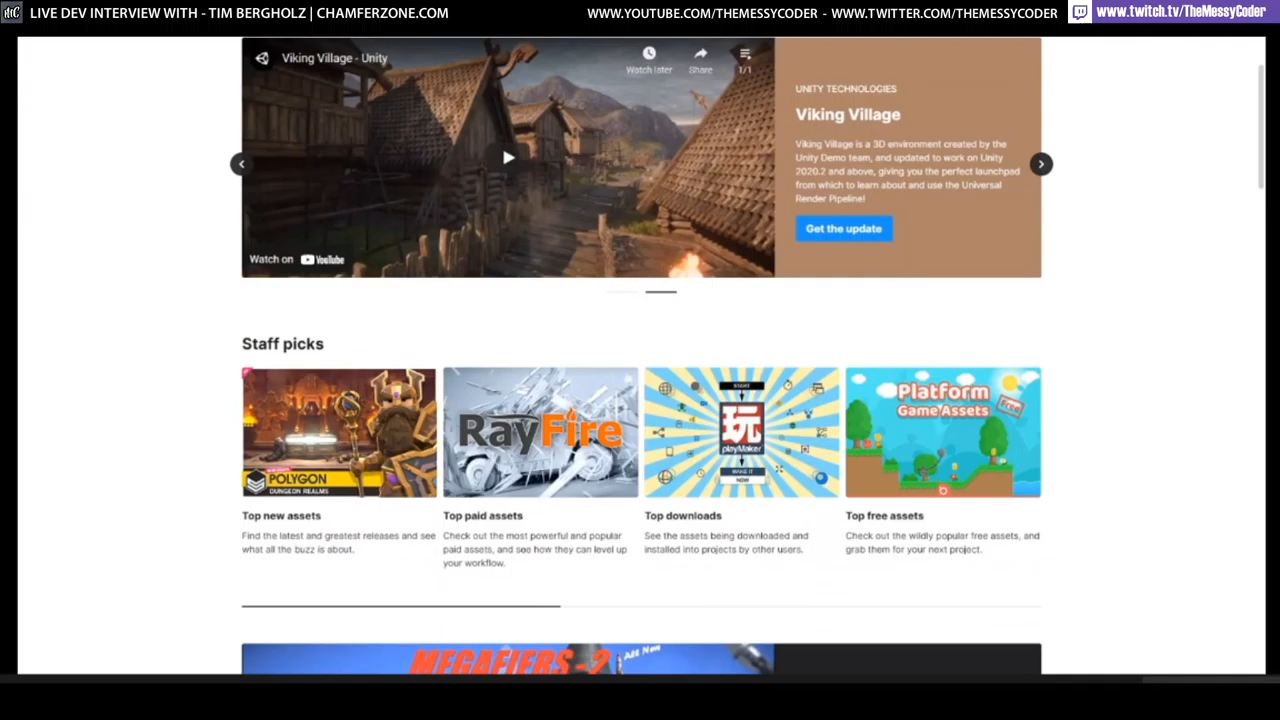 LIVE DEV INTERVIEW WITH - TIM BERGHOLZ | CHAMFERZONE.COM
WWW.YOUTUBE.COM/THEMESSYCODER - WWW.TWITTER.COM/THEMESSYCODER
www.twitch.tv/TheMessyCoder
Viking Village - Unity
Watch later
Share
1/1
Watch on YouTube
UNITY TECHNOLOGIES
Viking Village
Viking Village is a 3D environment created by the
Unity Demo team, and updated to work on Unity
2020.2 and above, giving you the perfect launchpad
from which to learn about and use the Universal
Render Pipeline!
Get the update
Staff picks
POLYGON
DUNGEON REALMS
RayFire
START
玩
playMaker
MAKE IT
NOW
Platform
Game Assets
Free
Top new assets
Find the latest and greatest releases and see
what all the buzz is about.
Top paid assets
Check out the most powerful and popular
paid assets, and see how they can level up
your workflow.
Top downloads
See the assets being downloaded and
installed into projects by other users.
Top free assets
Check out the wildly popular free assets, and
grab them for your next project.
MEGAFIERS-2
All New